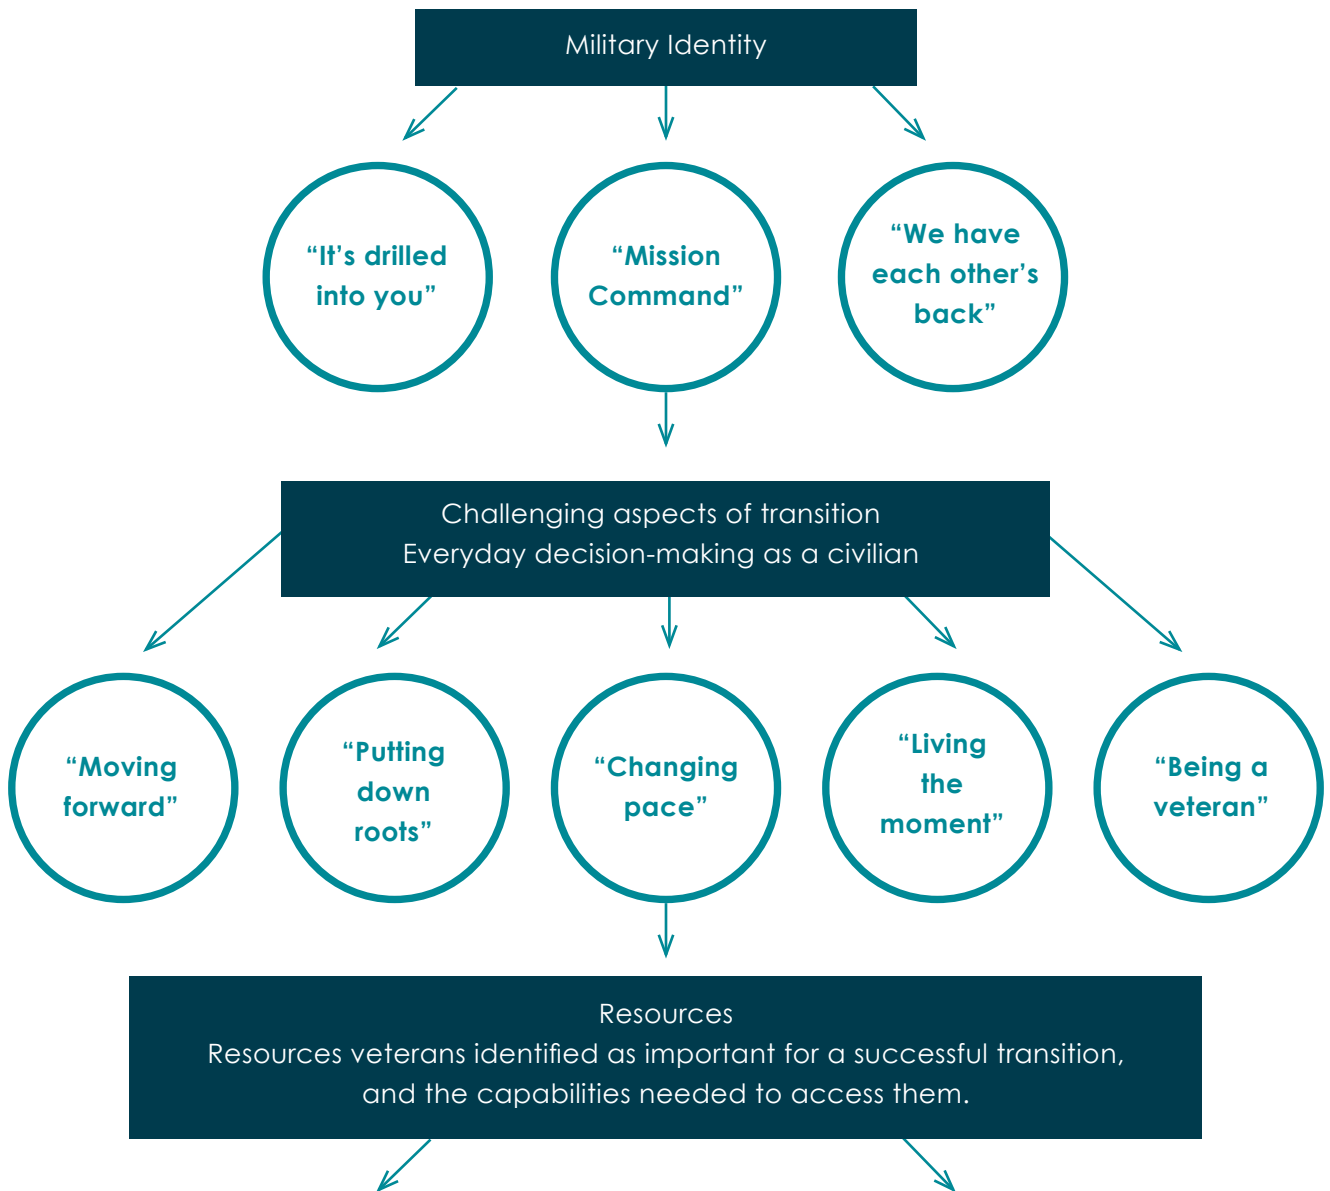 Military Identity
“It’s drilled
into you”
“Mission
Command”
“We have
each other’s
back”
Challenging aspects of transition
Everyday decision-making as a civilian
“Moving
forward”
“Putting
down
roots”
“Changing
pace”
“Living
the
moment”
“Being a
veteran”
Resources
Resources veterans identified as important for a successful transition,
and the capabilities needed to access them.